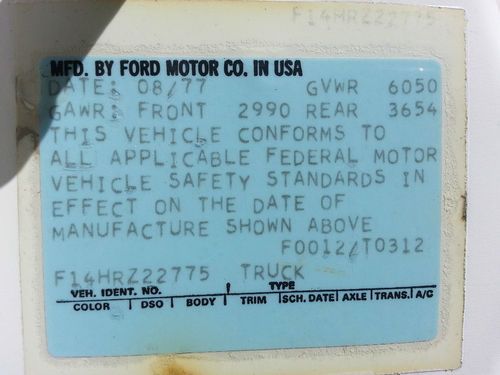 F14HRZ22775
MFD. BY FORD MOTOR CO. IN USA
DATE: 08/77 GVWR 6050
GAWR: FRONT 2990 REAR 3654
THIS VEHICLE CONFORMS TO
ALL APPLICABLE FEDERAL MOTOR
VEHICLE SAFETY STANDARDS IN
EFFECT ON THE DATE OF
MANUFACTURE SHOWN ABOVE
F0012/T0312
F14HRZ22775 TRUCK
VEH. IDENT. NO. TYPE
COLOR DSO BODY TRIM SCH. DATE AXLE TRANS. A/C